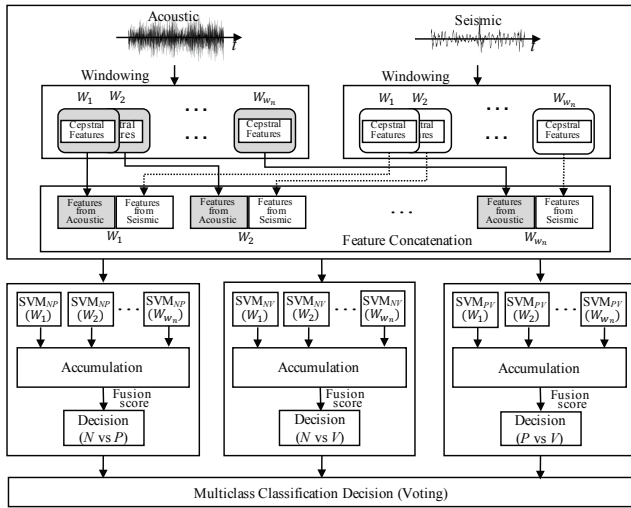 Acoustic
Seismic
t
t
Windowing
Windowing
W1 W2 ... Wwn
W1 W2 ... Wwn
Cepstral Features
tral res
...
Cepstral Features
Cepstral Features
tral res
...
Cepstral Features
Features from Acoustic
Features from Seismic
Features from Acoustic
Features from Seismic
...
Features from Acoustic
Features from Seismic
W1
W2
Wwn
Feature Concatenation
SVMNP (W1)
SVMNP (W2)
...
SVMNP (Wwn)
SVMNV (W1)
SVMNV (W2)
...
SVMNV (Wwn)
SVMPV (W1)
SVMPV (W2)
...
SVMPV (Wwn)
Accumulation
Accumulation
Accumulation
Fusion score
Fusion score
Fusion score
Decision (N vs P)
Decision (N vs V)
Decision (P vs V)
Multiclass Classification Decision (Voting)